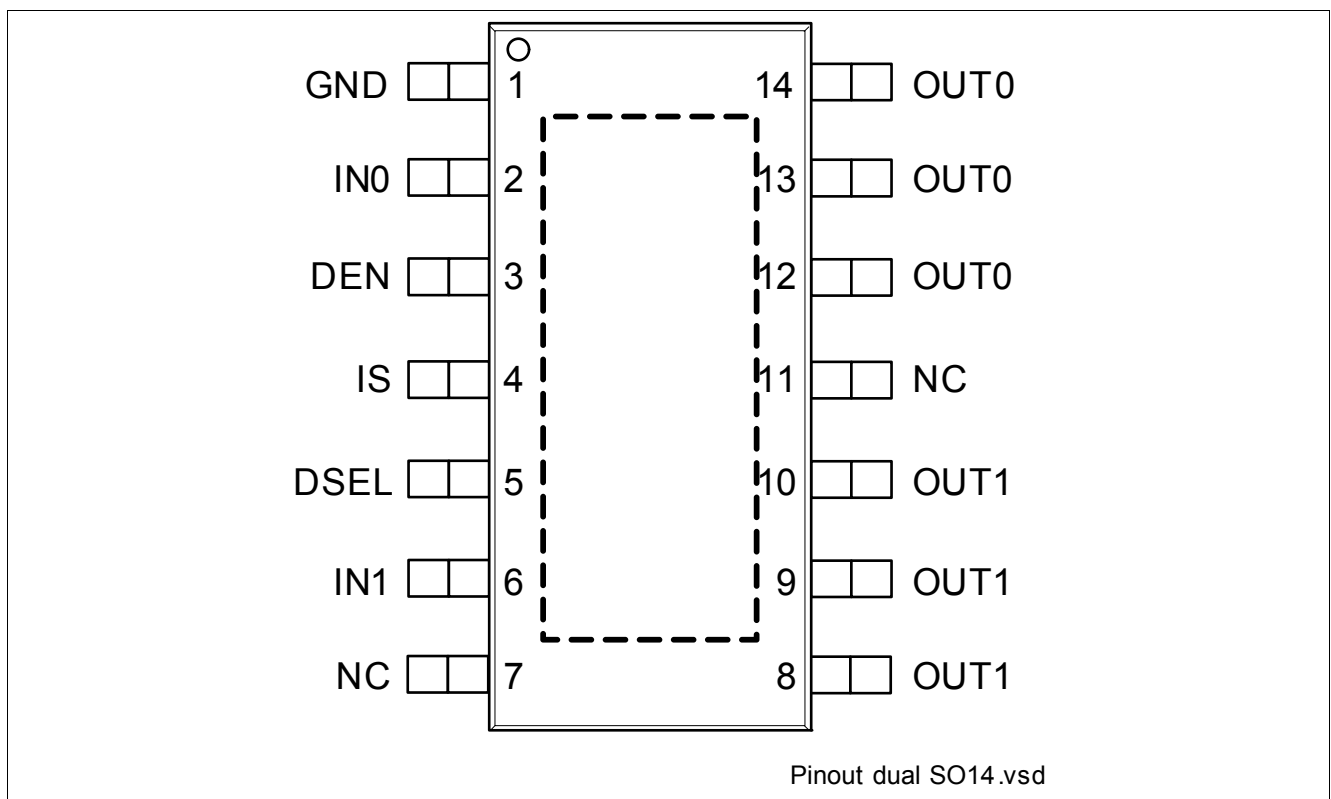 GND 1 14 OUT0
IN0 2 13 OUT0
DEN 3 12 OUT0
IS 4 11 NC
DSEL 5 10 OUT1
IN1 6 9 OUT1
NC 7 8 OUT1
Pinout dual SO14.vsd